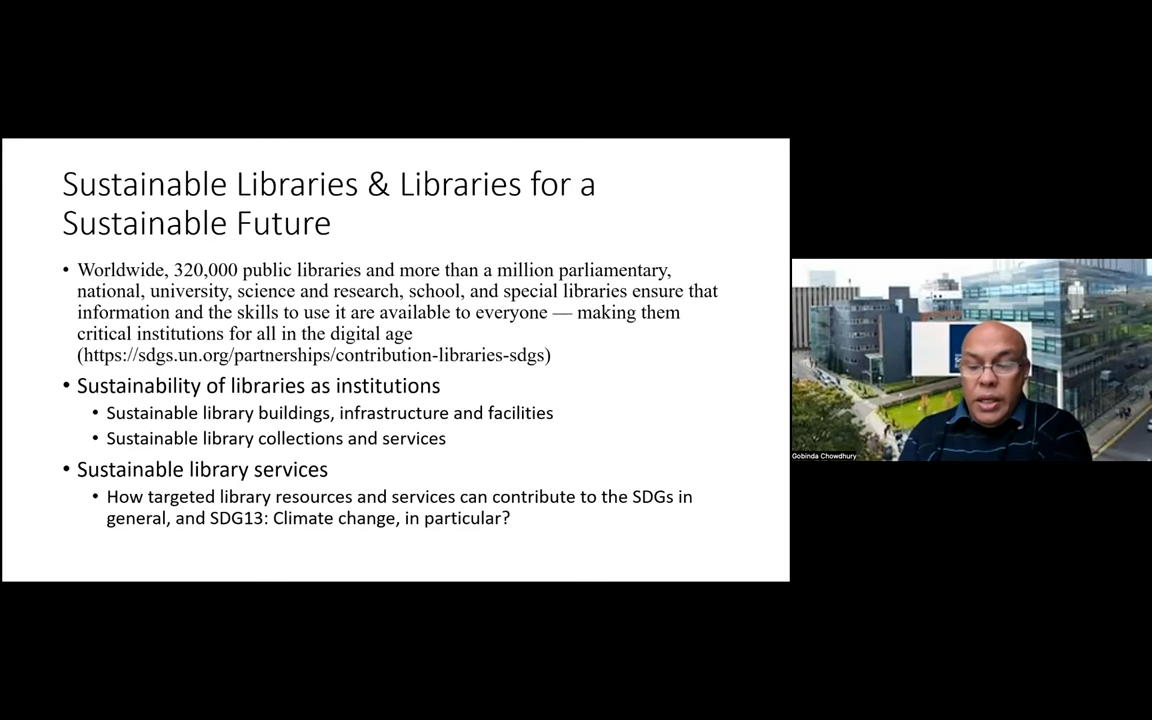 Sustainable Libraries & Libraries for a
Sustainable Future
• Worldwide, 320,000 public libraries and more than a million parliamentary,
national, university, science and research, school, and special libraries ensure that
information and the skills to use it are available to everyone — making them
critical institutions for all in the digital age
(https://sdgs.un.org/partnerships/contribution-libraries-sdgs)
• Sustainability of libraries as institutions
• Sustainable library buildings, infrastructure and facilities
• Sustainable library collections and services
• Sustainable library services
• How targeted library resources and services can contribute to the SDGs in
general, and SDG13: Climate change, in particular?
Gobinda Chowdhury